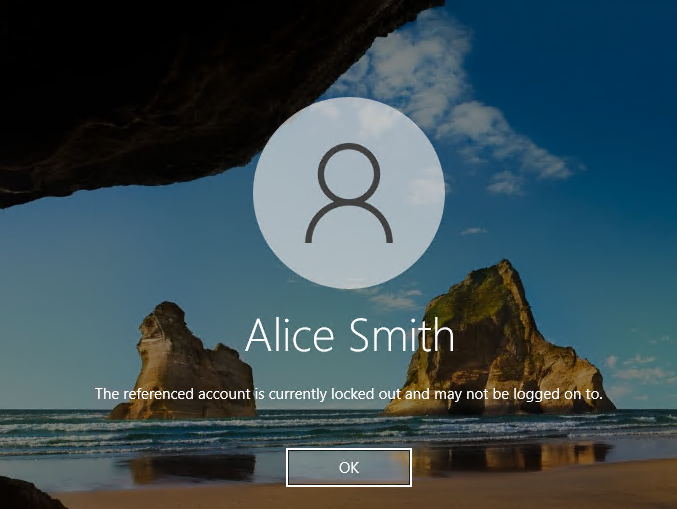 Alice Smith
The referenced account is currently locked out and may not be logged on to.
OK